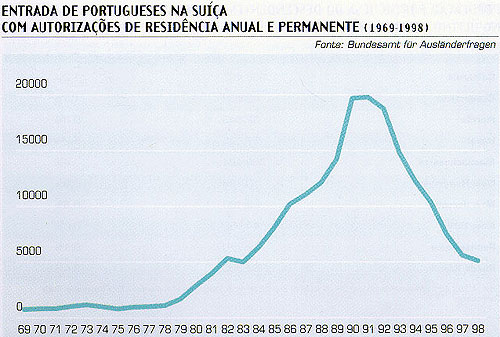 ENTRADA DE PORTUGUESES NA SUÍÇA
COM AUTORIZAÇÕES DE RESIDÊNCIA ANUAL E PERMANENTE (1969-1998)
Fonte: Bundesamt für Ausländerfragen
20000
15000
10000
5000
0
69 70 71 72 73 74 75 76 77 78 79 80 81 82 83 84 85 86 87 88 89 90 91 92 93 94 95 96 97 98